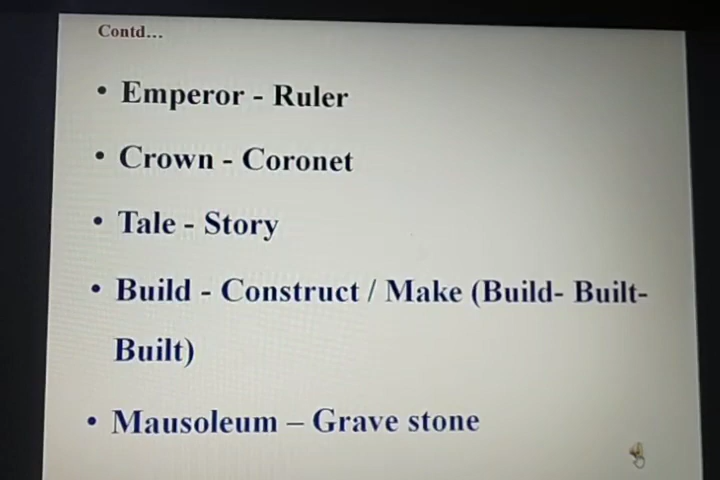 Contd...
• Emperor - Ruler
• Crown - Coronet
• Tale - Story
• Build - Construct / Make (Build- Built-
Built)
• Mausoleum – Grave stone